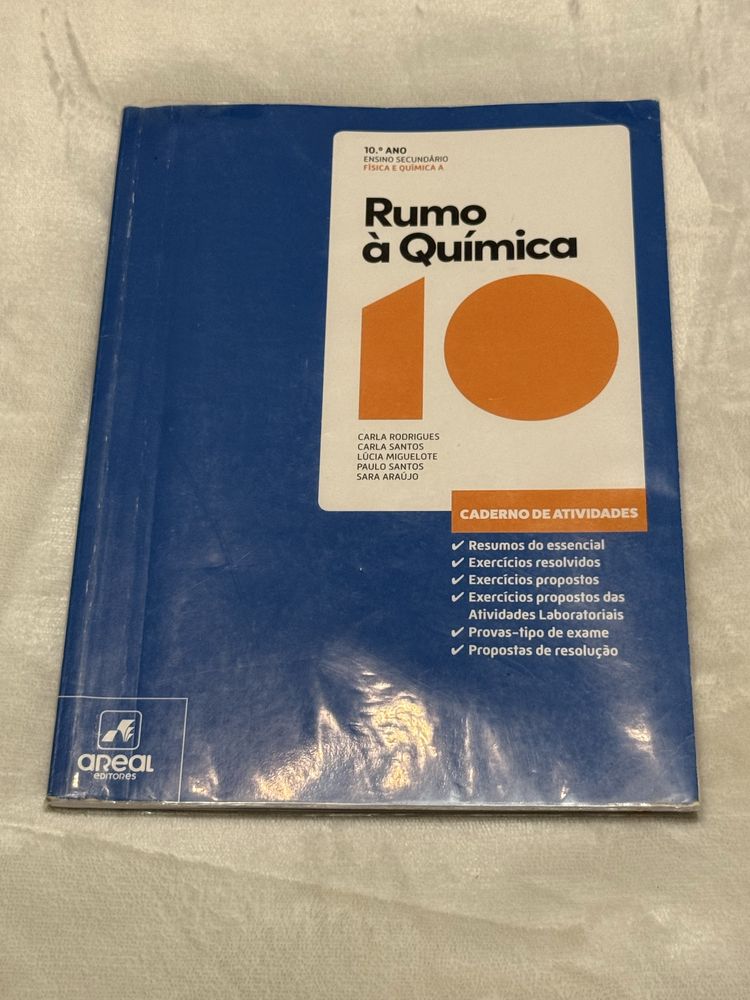 10.º ANO
ENSINO SECUNDÁRIO
FÍSICA E QUÍMICA A
Rumo
à Química
10
CARLA RODRIGUES
CARLA SANTOS
LÚCIA MIGUELOTE
PAULO SANTOS
SARA ARAÚJO
CADERNO DE ATIVIDADES
✔ Resumos do essencial
✔ Exercícios resolvidos
✔ Exercícios propostos
✔ Exercícios propostos das
Atividades Laboratoriais
✔ Provas-tipo de exame
✔ Propostas de resolução
areal
EDITORES